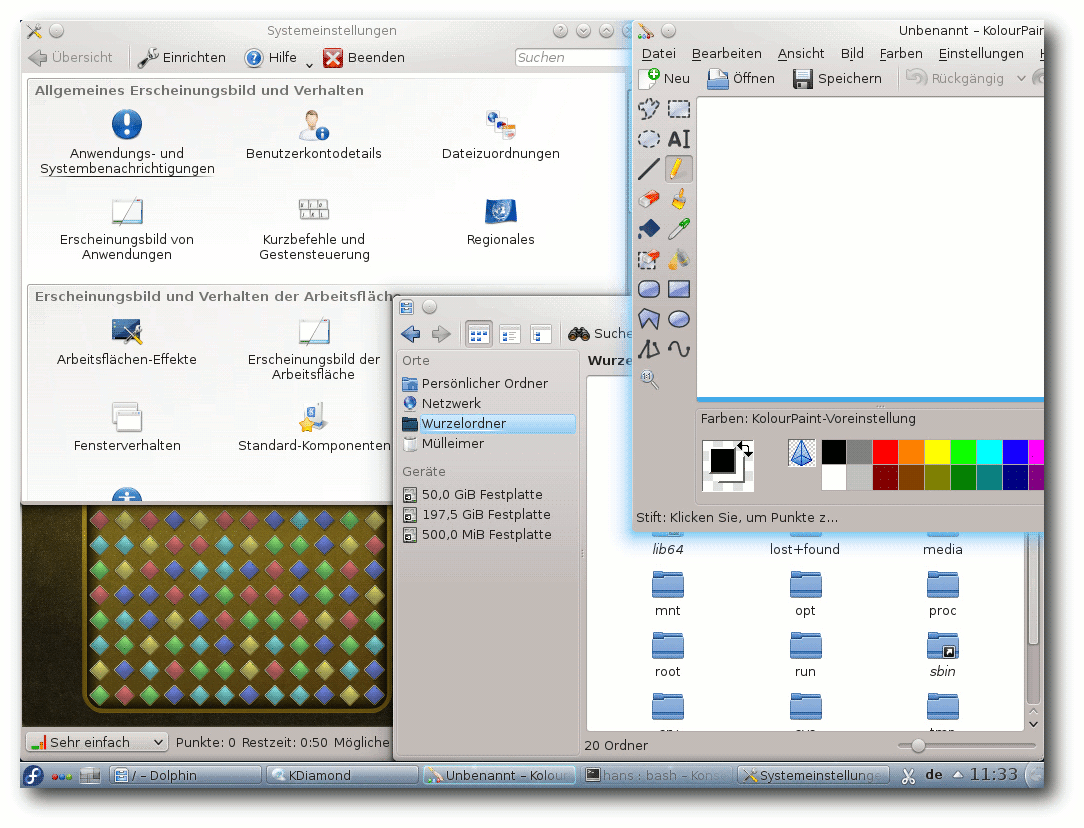 Systemeinstellungen
Übersicht Einrichten Hilfe Beenden Suchen
Allgemeines Erscheinungsbild und Verhalten
Anwendungs- und
Systembenachrichtigungen
Benutzerkontodetails
Dateizuordnungen
Erscheinungsbild von
Anwendungen
Kurzbefehle und
Gestensteuerung
Regionales
Erscheinungsbild und Verhalten der Arbeitsfläche
Arbeitsflächen-Effekte
Erscheinungsbild der
Arbeitsfläche
Fensterverhalten
Standard-Komponenten
Unbenannt – KolourPain
Datei Bearbeiten Ansicht Bild Farben Einstellungen
Neu Öffnen Speichern Rückgängig
Farben: KolourPaint-Voreinstellung
Stift: Klicken Sie, um Punkte z...
Suche
Orte
Wurze
Persönlicher Ordner
Netzwerk
Wurzelordner
Mülleimer
Geräte
50,0 GiB Festplatte
197,5 GiB Festplatte
500,0 MiB Festplatte
lib64 lost+found media
mnt opt proc
root run sbin
20 Ordner
Sehr einfach Punkte: 0 Restzeit: 0:50 Mögliche
/ – Dolphin KDiamond Unbenannt – Kolour hans : bash – Kons Systemeinstellunge de 11:33